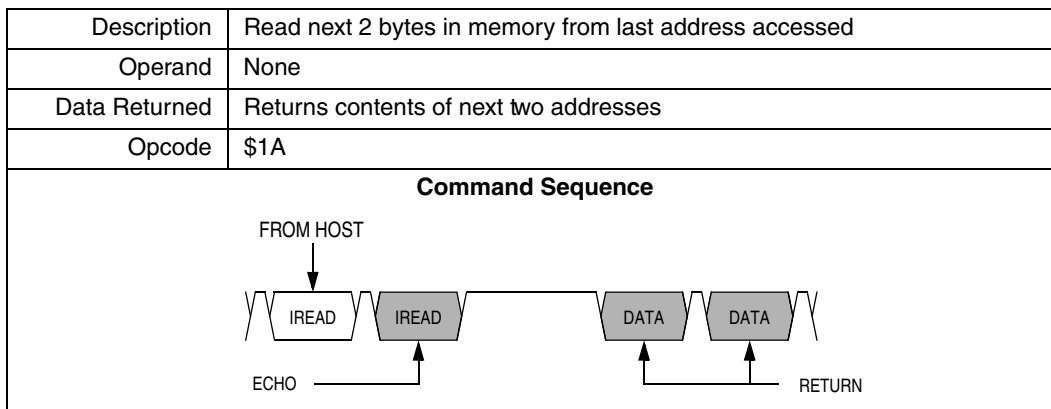 Description Read next 2 bytes in memory from last address accessed
Operand None
Data Returned Returns contents of next two addresses
Opcode $1A
Command Sequence
FROM HOST
IREAD IREAD DATA DATA
ECHO RETURN